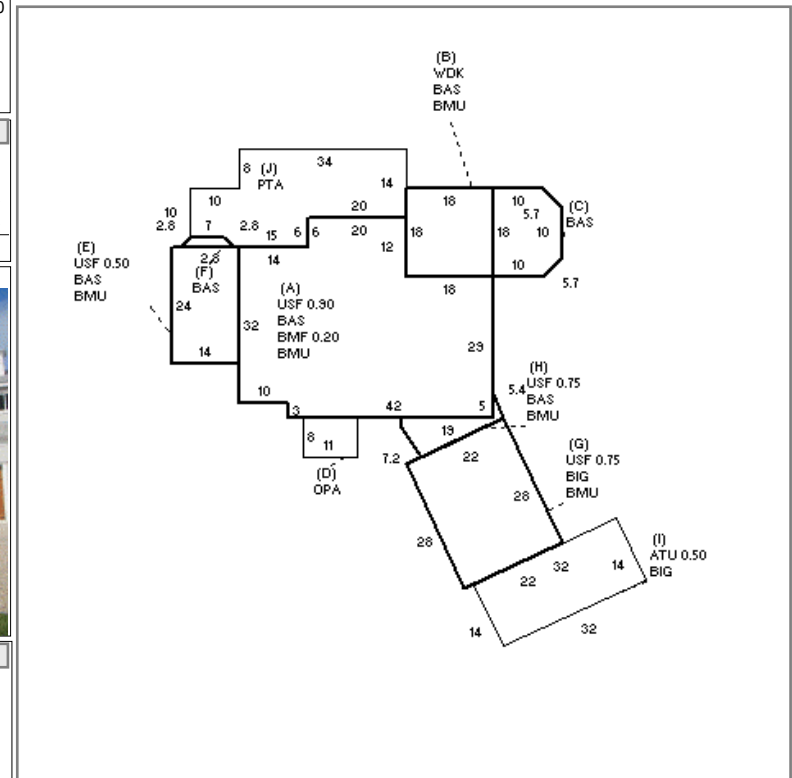 (B)
WDK
BAS
BMU
34
8
(J)
PTA
14
10
18
10
5.7
(C)
BAS
20
10
2.8
7
2.8
15
6
6
20
12
18
18
10
(E)
USF 0.50
BAS
BMU
2.8
(F)
BAS
14
10
5.7
(A)
USF 0.90
BAS
BMF 0.20
BMU
18
24
32
29
14
(H)
USF 0.75
BAS
BMU
5.4
10
3
42
5
19
8
11
(D)
OPA
7.2
22
(G)
USF 0.75
BIG
BMU
28
28
(I)
ATU 0.50
BIG
32
14
22
14
32